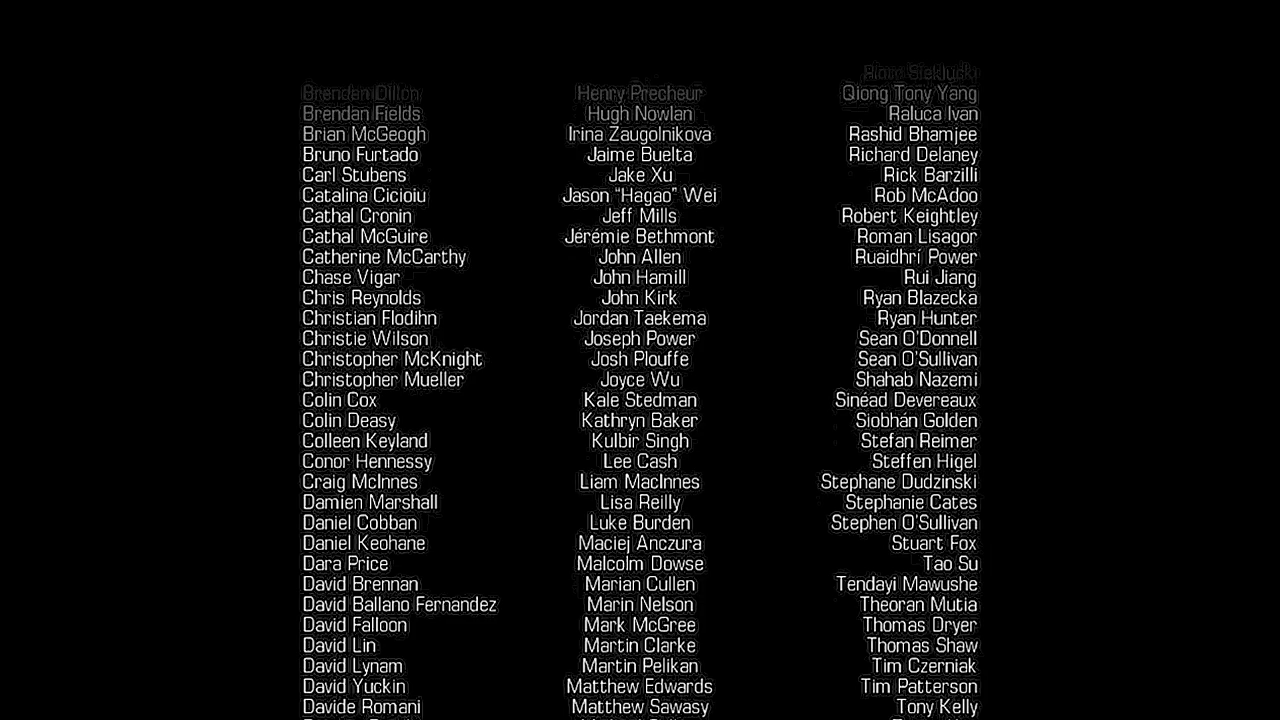 Brendan Dillon
Brendan Fields
Brian McGeogh
Bruno Furtado
Carl Stubens
Catalina Cicioiu
Cathal Cronin
Cathal McGuire
Catherine McCarthy
Chase Vigar
Chris Reynolds
Christian Flodihn
Christie Wilson
Christopher McKnight
Christopher Mueller
Colin Cox
Colin Deasy
Colleen Keyland
Conor Hennessy
Craig McInnes
Damien Marshall
Daniel Cobban
Daniel Keohane
Dara Price
David Brennan
David Ballano Fernandez
David Falloon
David Lin
David Lynam
David Yuckin
Davide Romani
Henry Precheur
Hugh Nowlan
Irina Zaugolnikova
Jaime Buelta
Jake Xu
Jason “Hagao” Wei
Jeff Mills
Jérémie Bethmont
John Allen
John Hamill
John Kirk
Jordan Taekema
Joseph Power
Josh Plouffe
Joyce Wu
Kale Stedman
Kathryn Baker
Kulbir Singh
Lee Cash
Liam MacInnes
Lisa Reilly
Luke Burden
Maciej Anczura
Malcolm Dowse
Marian Cullen
Marin Nelson
Mark McGree
Martin Clarke
Martin Pelikan
Matthew Edwards
Matthew Sawasy
Piotr Sieklucki
Qiong Tony Yang
Raluca Ivan
Rashid Bhamjee
Richard Delaney
Rick Barzilli
Rob McAdoo
Robert Keightley
Roman Lisagor
Ruaidhrí Power
Rui Jiang
Ryan Blazecka
Ryan Hunter
Sean O'Donnell
Sean O'Sullivan
Shahab Nazemi
Sinéad Devereaux
Siobhán Golden
Stefan Reimer
Steffen Higel
Stephane Dudzinski
Stephanie Cates
Stephen O'Sullivan
Stuart Fox
Tao Su
Tendayi Mawushe
Theoran Mutia
Thomas Dryer
Thomas Shaw
Tim Czerniak
Tim Patterson
Tony Kelly